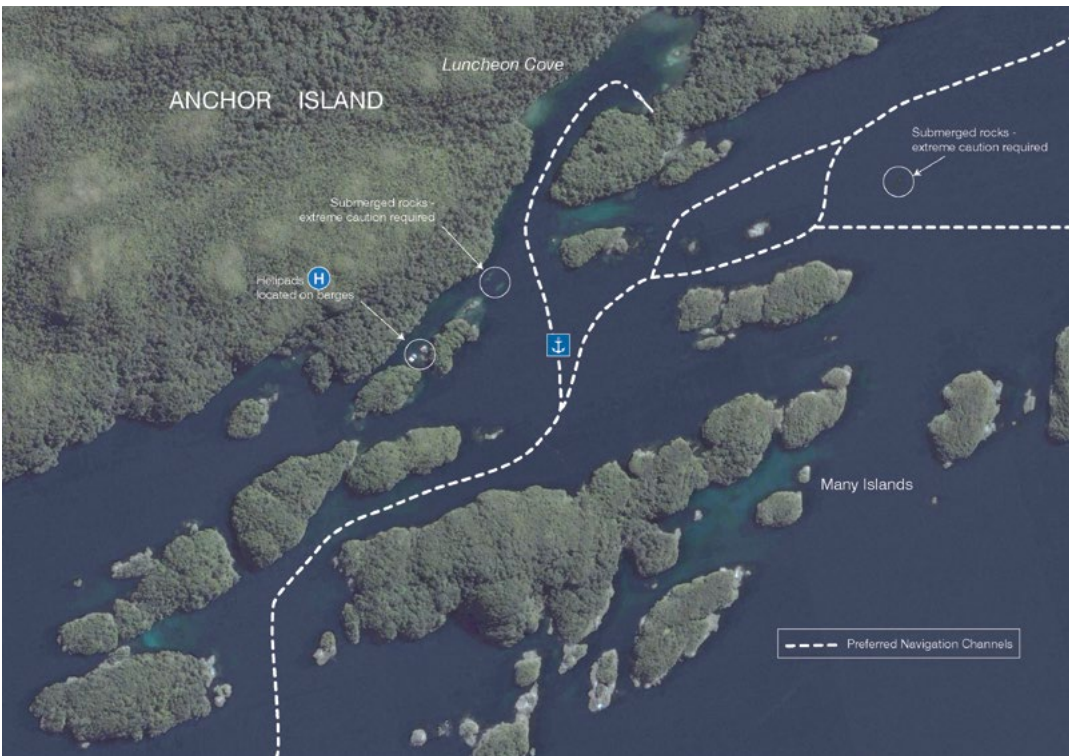 Luncheon Cove
ANCHOR ISLAND
Submerged rocks -
extreme caution required
Submerged rocks -
extreme caution required
Helipads H
located on barges
Many Islands
Preferred Navigation Channels